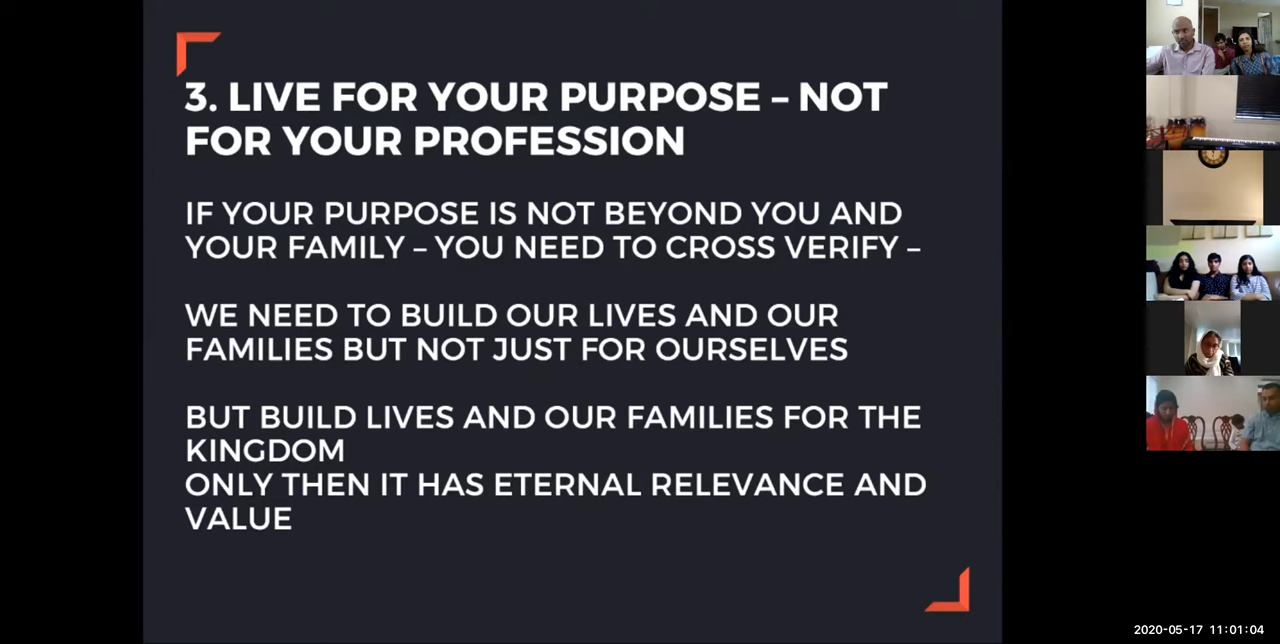 3. LIVE FOR YOUR PURPOSE – NOT
FOR YOUR PROFESSION
IF YOUR PURPOSE IS NOT BEYOND YOU AND
YOUR FAMILY – YOU NEED TO CROSS VERIFY –
WE NEED TO BUILD OUR LIVES AND OUR
FAMILIES BUT NOT JUST FOR OURSELVES
BUT BUILD LIVES AND OUR FAMILIES FOR THE
KINGDOM
ONLY THEN IT HAS ETERNAL RELEVANCE AND
VALUE
2020-05-17 11:01:04